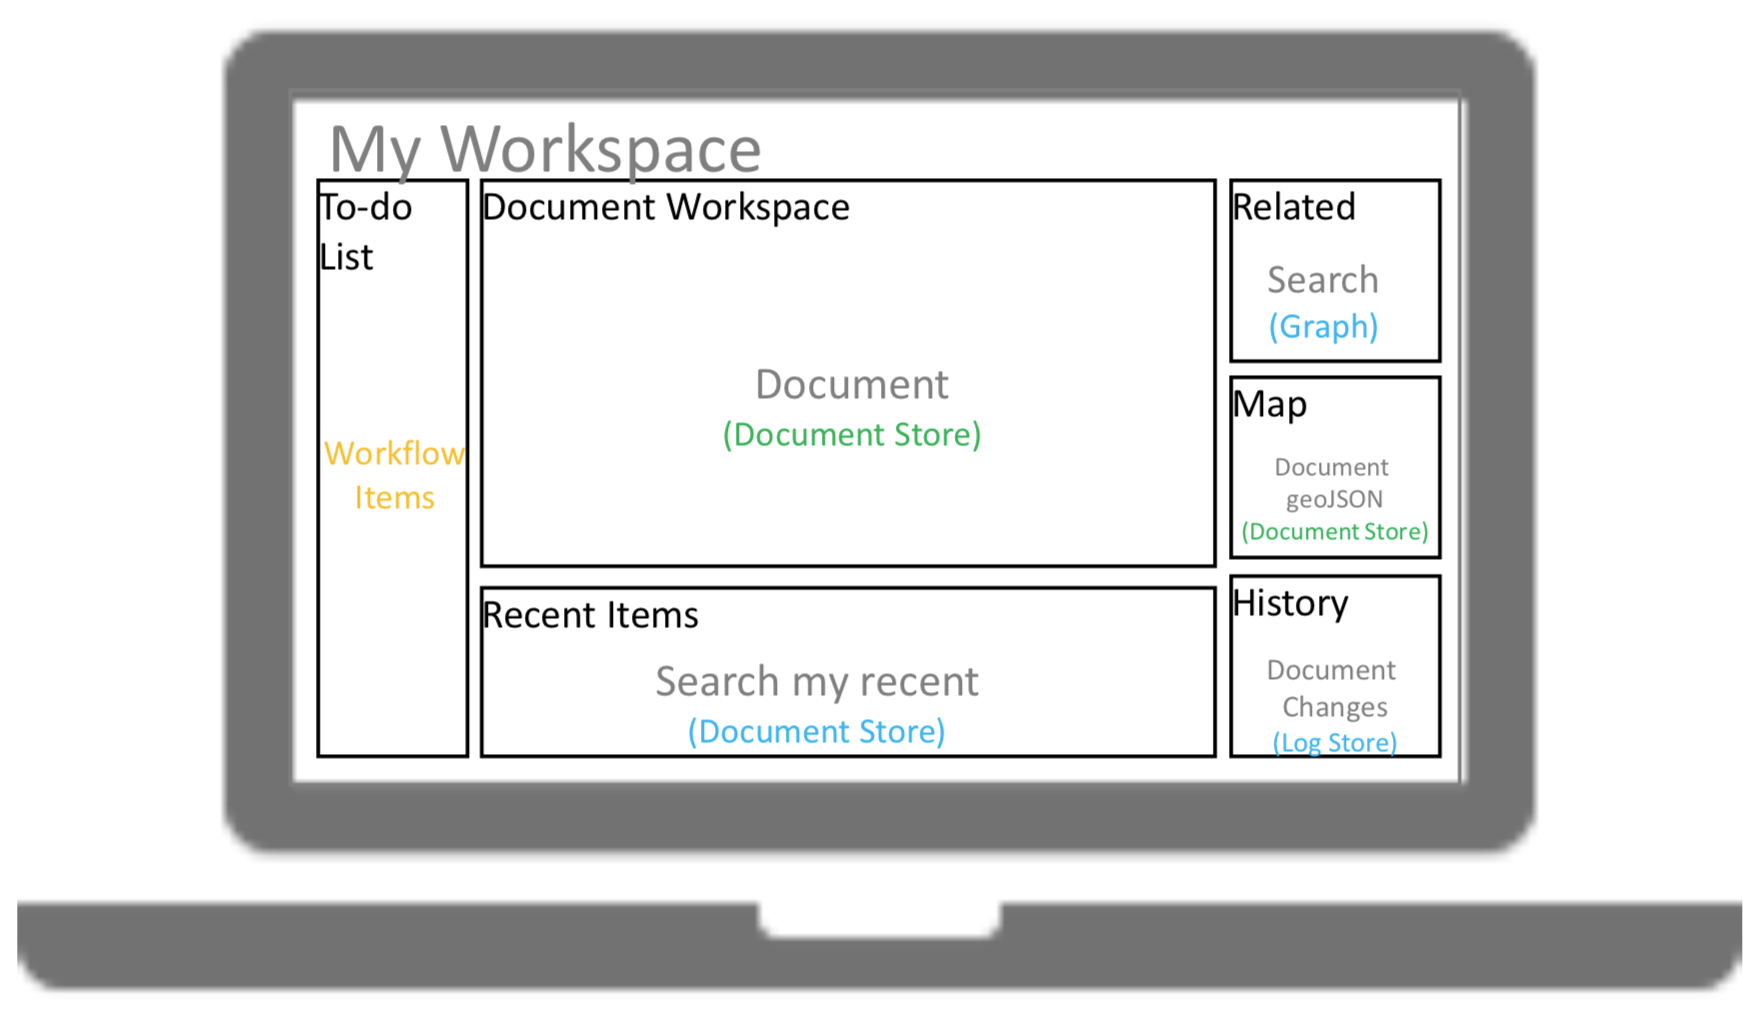 My Workspace
To-do
List
Workflow
Items
Document Workspace
Document
(Document Store)
Recent Items
Search my recent
(Document Store)
Related
Search
(Graph)
Map
Document
geoJSON
(Document Store)
History
Document
Changes
(Log Store)